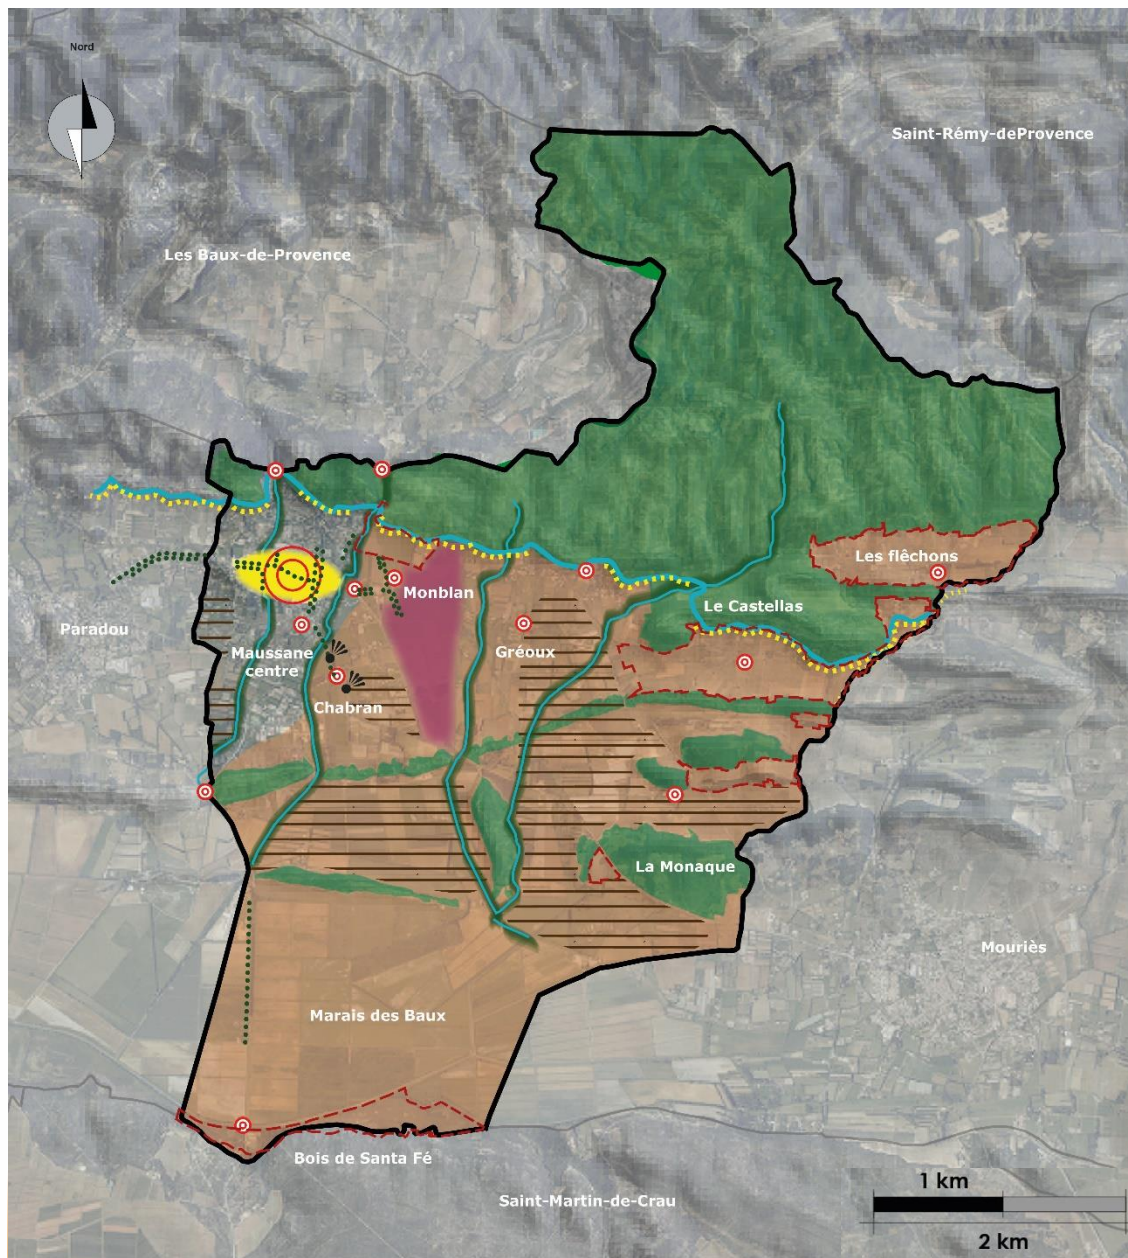 Nord
Saint-Rémy-deProvence
Les Baux-de-Provence
Les flêchons
Monblan
Le Castellas
Paradou
Maussane
centre
Gréoux
Chabran
La Monaque
Mouriès
Marais des Baux
Bois de Santa Fé
Saint-Martin-de-Crau
1 km
2 km